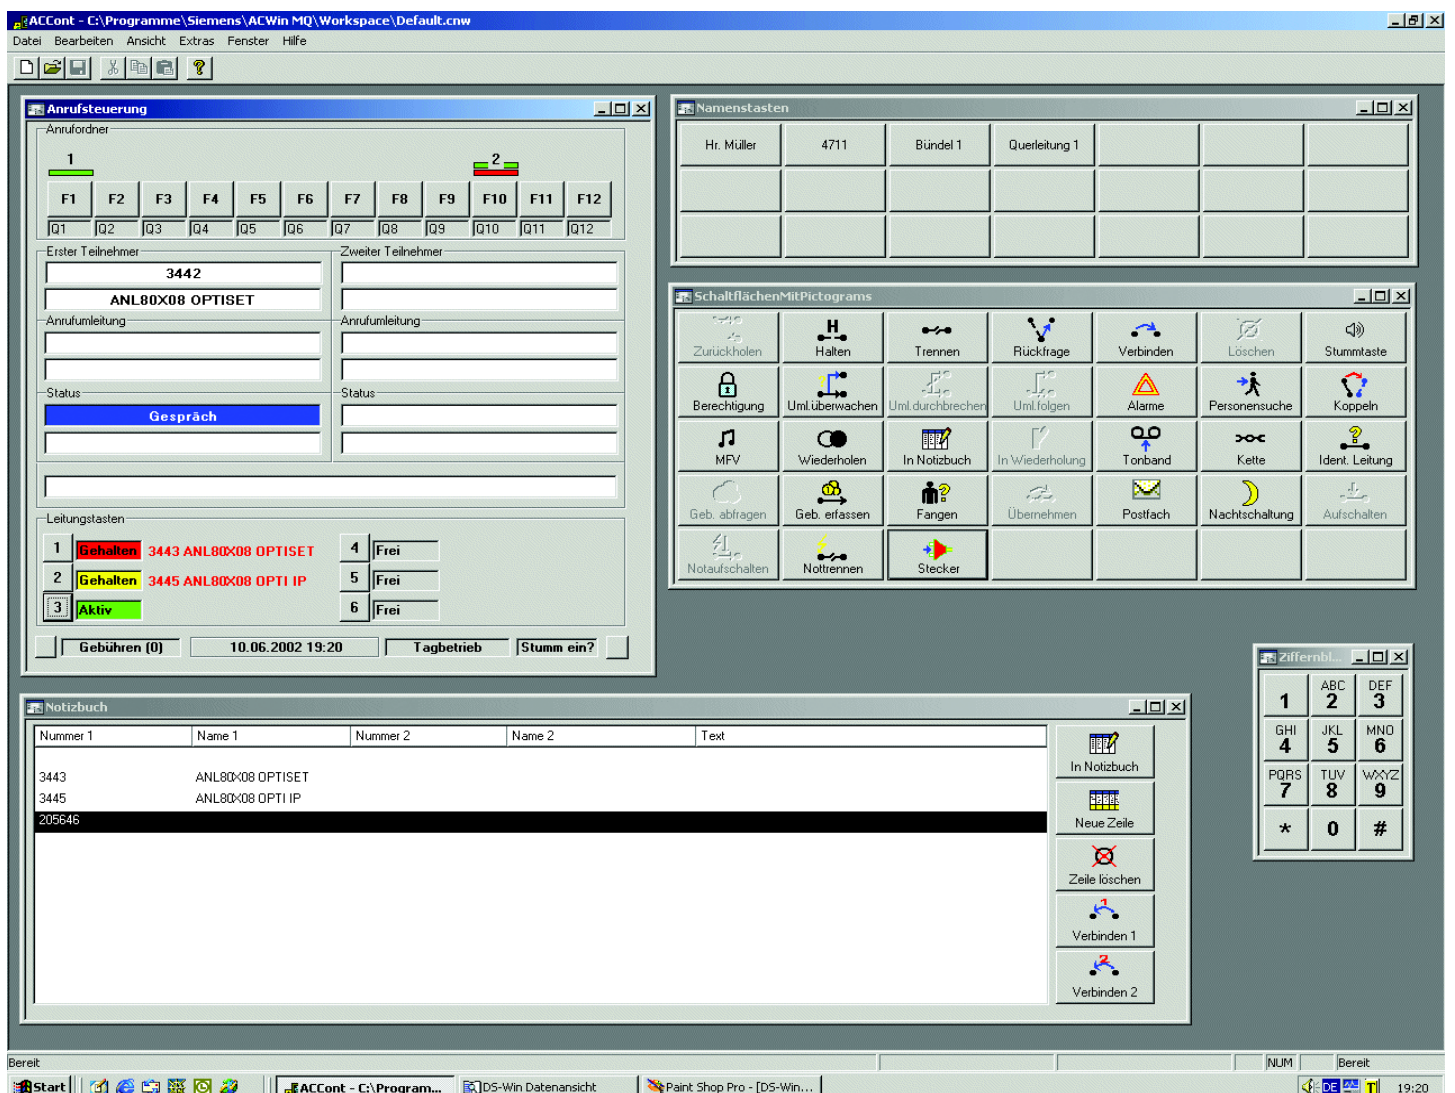 ACCont - C:\Programme\Siemens\ACWin MQ\Workspace\Default.cnw
Datei Bearbeiten Ansicht Extras Fenster Hilfe
Anrufsteuerung
Anrufordner
1 2
F1 F2 F3 F4 F5 F6 F7 F8 F9 F10 F11 F12
Q1 Q2 Q3 Q4 Q5 Q6 Q7 Q8 Q9 Q10 Q11 Q12
Erster Teilnehmer Zweiter Teilnehmer
3442
ANL80X08 OPTISET
Anrufumleitung Anrufumleitung
Status Status
Gespräch
Leitungstasten
1 Gehalten 3443 ANL80X08 OPTISET 4 Frei
2 Gehalten 3445 ANL80X08 OPTI IP 5 Frei
3 Aktiv 6 Frei
Gebühren (0) 10.06.2002 19:20 Tagbetrieb Stumm ein?
Namenstasten
Hr. Müller 4711 Bündel 1 Querleitung 1
SchaltflächenMitPictograms
H
Zurückholen Halten Trennen Rückfrage Verbinden Löschen Stummtaste
Berechtigung Uml.überwachen Uml.durchbrechen Uml.folgen Alarme Personensuche Koppeln
MFV Wiederholen In Notizbuch In Wiederholung Tonband Kette Ident. Leitung
Geb. abfragen Geb. erfassen Fangen Übernehmen Postfach Nachtschaltung Aufschalten
Notaufschalten Nottrennen Stecker
Ziffernbl...
1 ABC 2 DEF 3
GHI 4 JKL 5 MNO 6
PQRS 7 TUV 8 WXYZ 9
* 0 #
Notizbuch
Nummer 1 Name 1 Nummer 2 Name 2 Text
3443 ANL80X08 OPTISET
3445 ANL80X08 OPTI IP
205646
In Notizbuch
Neue Zeile
Zeile löschen
1
Verbinden 1
2
Verbinden 2
Bereit NUM Bereit
Start ACCont - C:\Program... DS-Win Datenansicht Paint Shop Pro - [DS-Win... DE 19:20